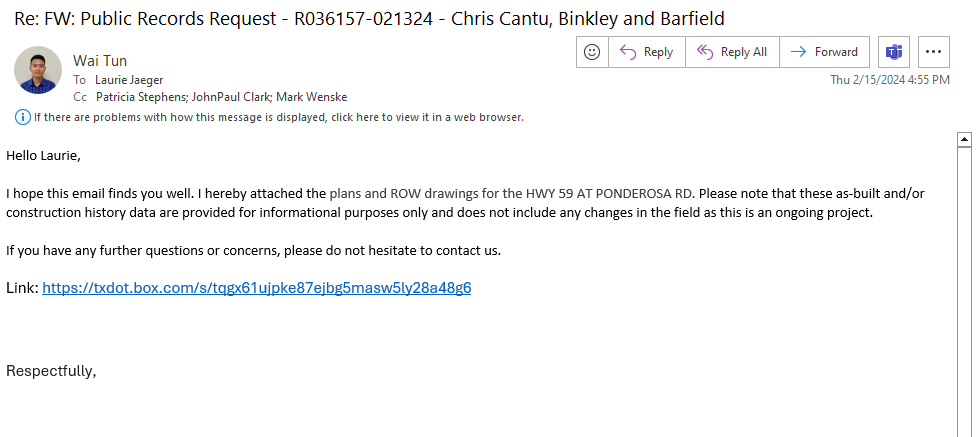 Re: FW: Public Records Request - R036157-021324 - Chris Cantu, Binkley and Barfield
Wai Tun
To Laurie Jaeger
Cc Patricia Stephens; JohnPaul Clark; Mark Wenske
Reply
Reply All
Forward
Thu 2/15/2024 4:55 PM
If there are problems with how this message is displayed, click here to view it in a web browser.
Hello Laurie,
I hope this email finds you well. I hereby attached the plans and ROW drawings for the HWY 59 AT PONDEROSA RD. Please note that these as-built and/or
construction history data are provided for informational purposes only and does not include any changes in the field as this is an ongoing project.
If you have any further questions or concerns, please do not hesitate to contact us.
Link: https://txdot.box.com/s/tqgx61ujpke87ejbg5masw5ly28a48g6
Respectfully,